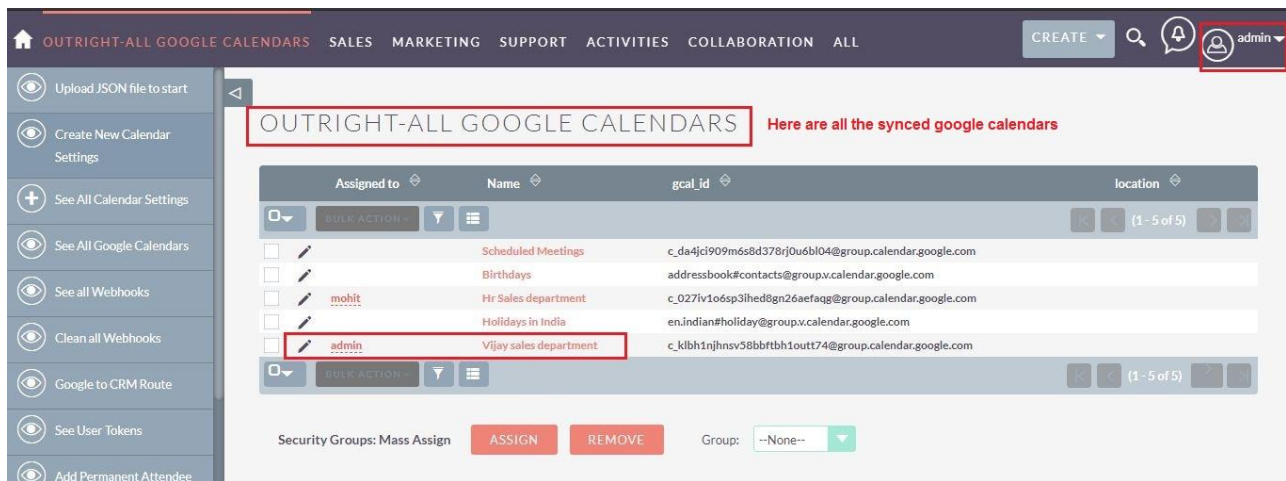 OUTRIGHT-ALL GOOGLE CALENDARS SALES MARKETING SUPPORT ACTIVITIES COLLABORATION ALL CREATE admin
Upload JSON file to start
Create New Calendar
Settings
See All Calendar Settings
See All Google Calendars
See all Webhooks
Clean all Webhooks
Google to CRM Route
See User Tokens
Add Permanent Attendee
OUTRIGHT-ALL GOOGLE CALENDARS Here are all the synced google calendars
Assigned to Name gcal_id location
BULK ACTION (1 - 5 of 5)
Scheduled Meetings c_da4jci909m6s8d378rj0u6bl04@group.calendar.google.com
Birthdays addressbook#contacts@group.v.calendar.google.com
mohit Hr Sales department c_027iv1o6sp3ihed8gn26aefaqg@group.calendar.google.com
Holidays in India en.indian#holiday@group.v.calendar.google.com
admin Vijay sales department c_klbh1njhnsv58bbftbh1outt74@group.calendar.google.com
BULK ACTION (1 - 5 of 5)
Security Groups: Mass Assign ASSIGN REMOVE Group: --None--